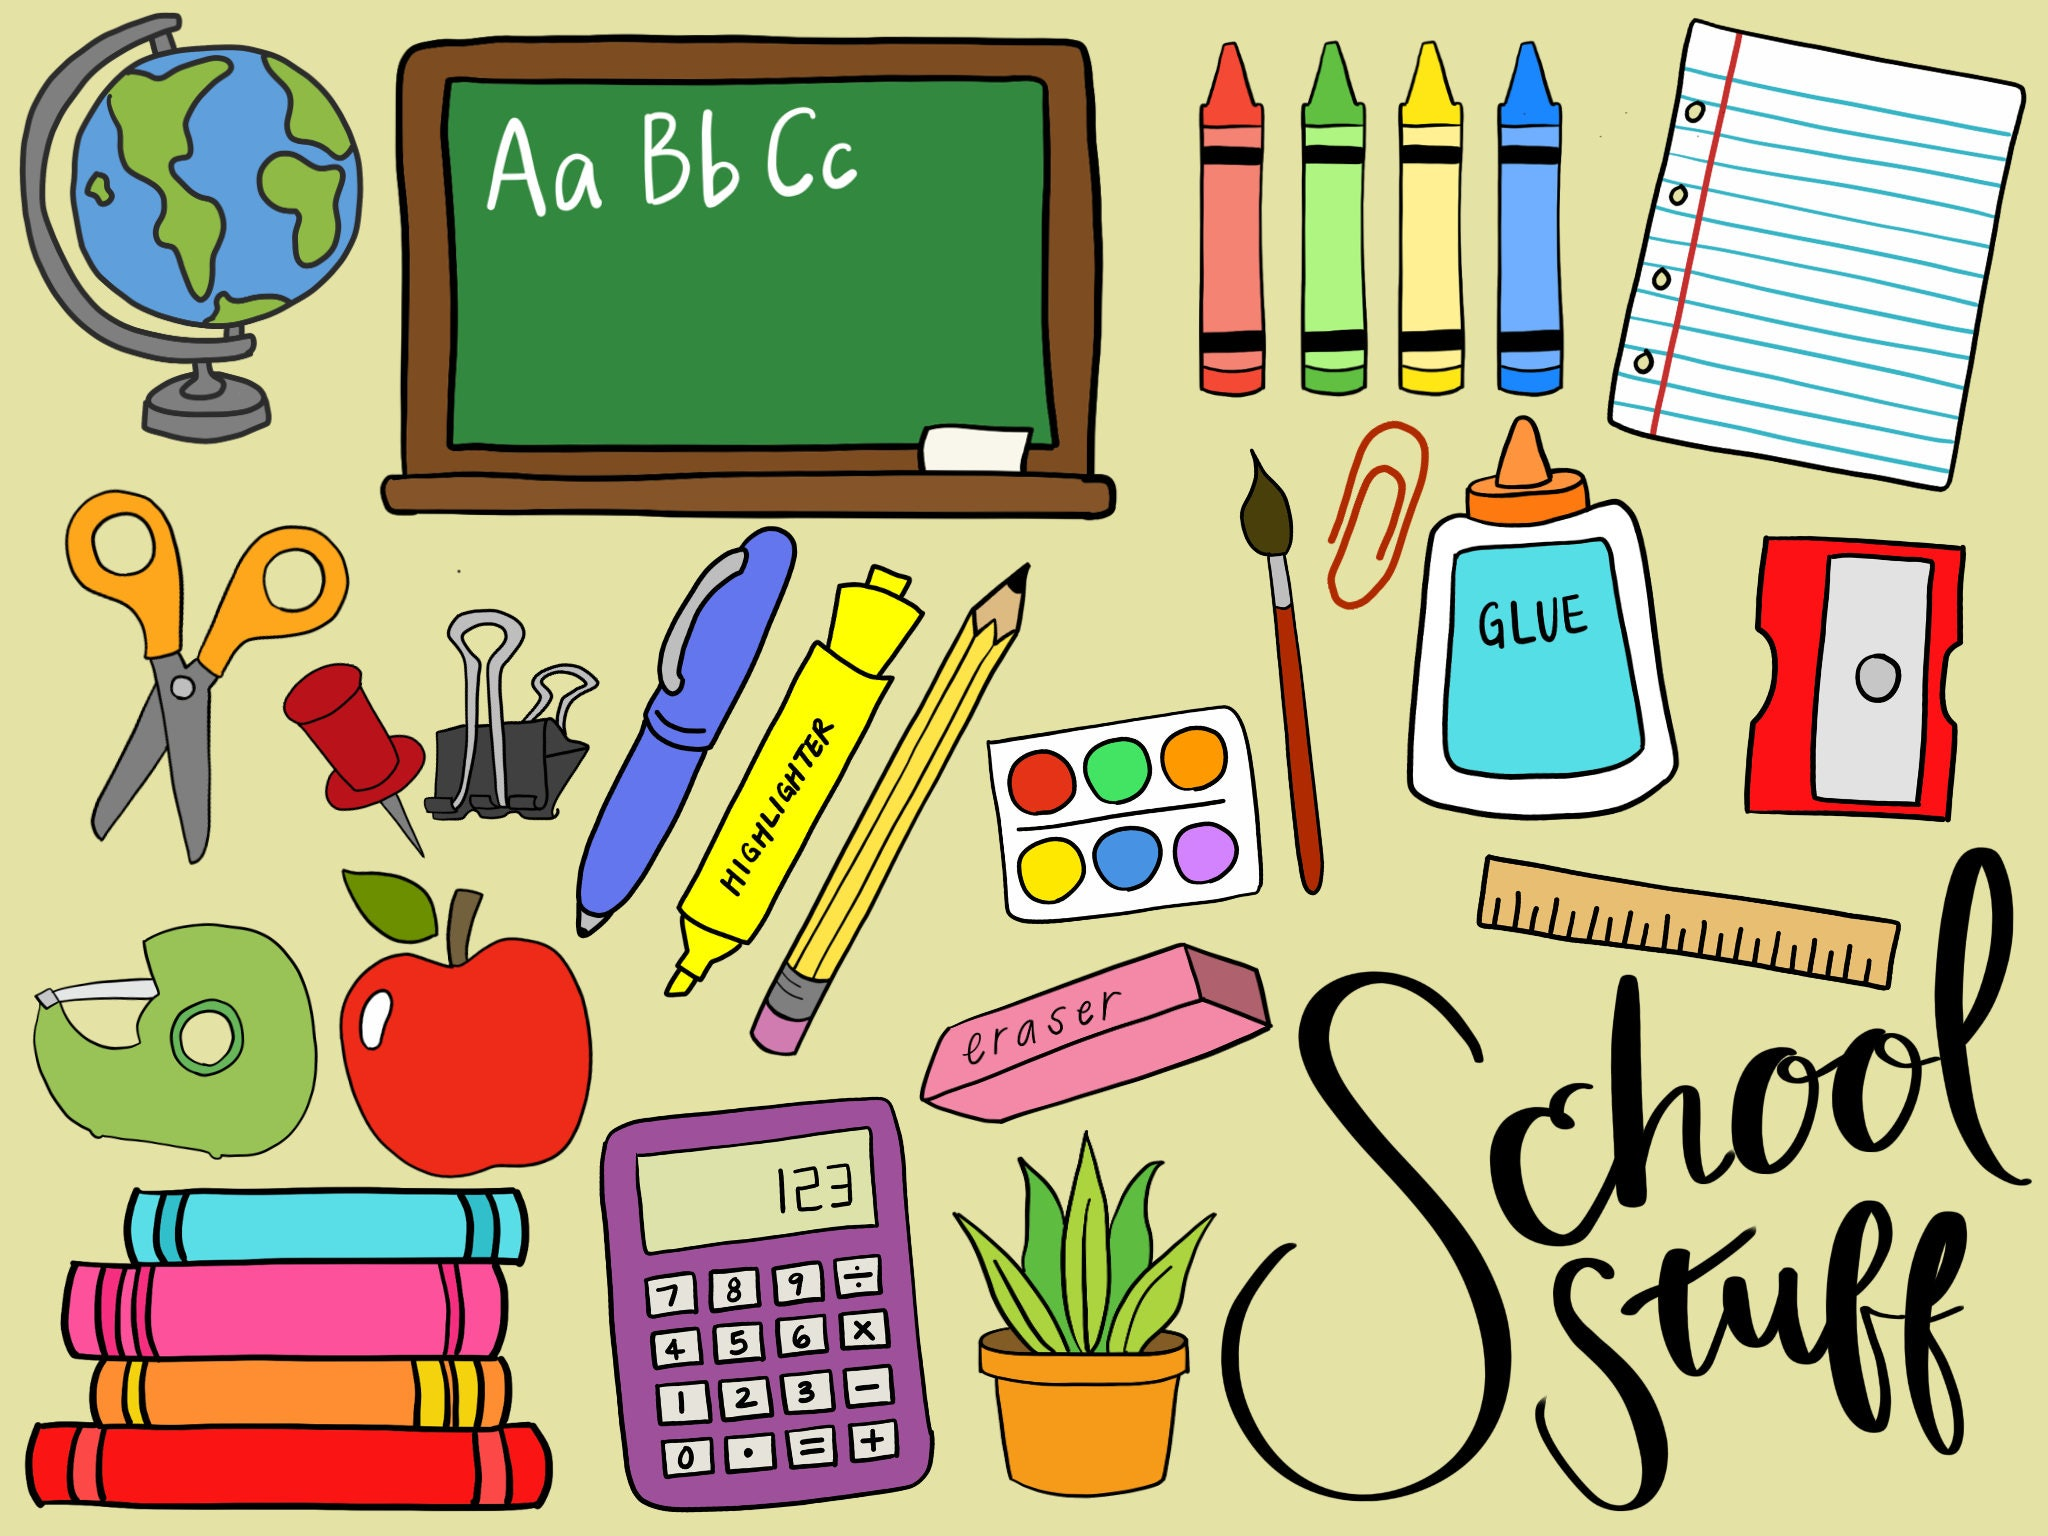 Aa Bb Cc
GLUE
HIGHLIGHTER
eraser
123
7 8 9 ÷
4 5 6 ×
1 2 3 −
0 . = +
School
Stuff